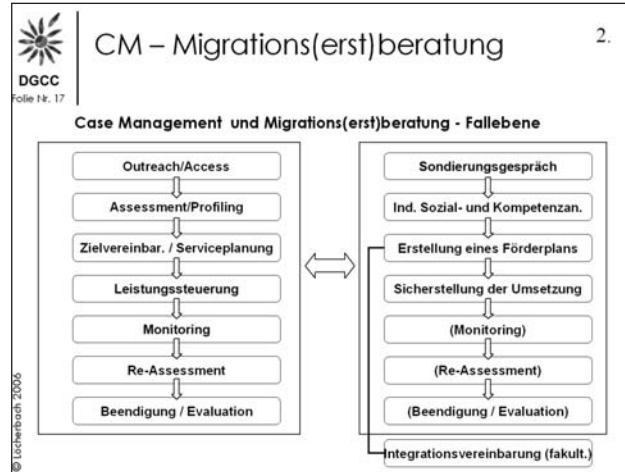 CM – Migrations(erst)beratung
2.
DGCC
Folie Nr. 17
Case Management und Migrations(erst)beratung - Fallebene
Outreach/Access
Assessment/Profiling
Zielvereinbar. / Serviceplanung
Leistungssteuerung
Monitoring
Re-Assessment
Beendigung / Evaluation
Sondierungsgespräch
Ind. Sozial- und Kompetenzan.
Erstellung eines Förderplans
Sicherstellung der Umsetzung
(Monitoring)
(Re-Assessment)
(Beendigung / Evaluation)
Integrationsvereinbarung (fakult.)
© Löcherbach 2006